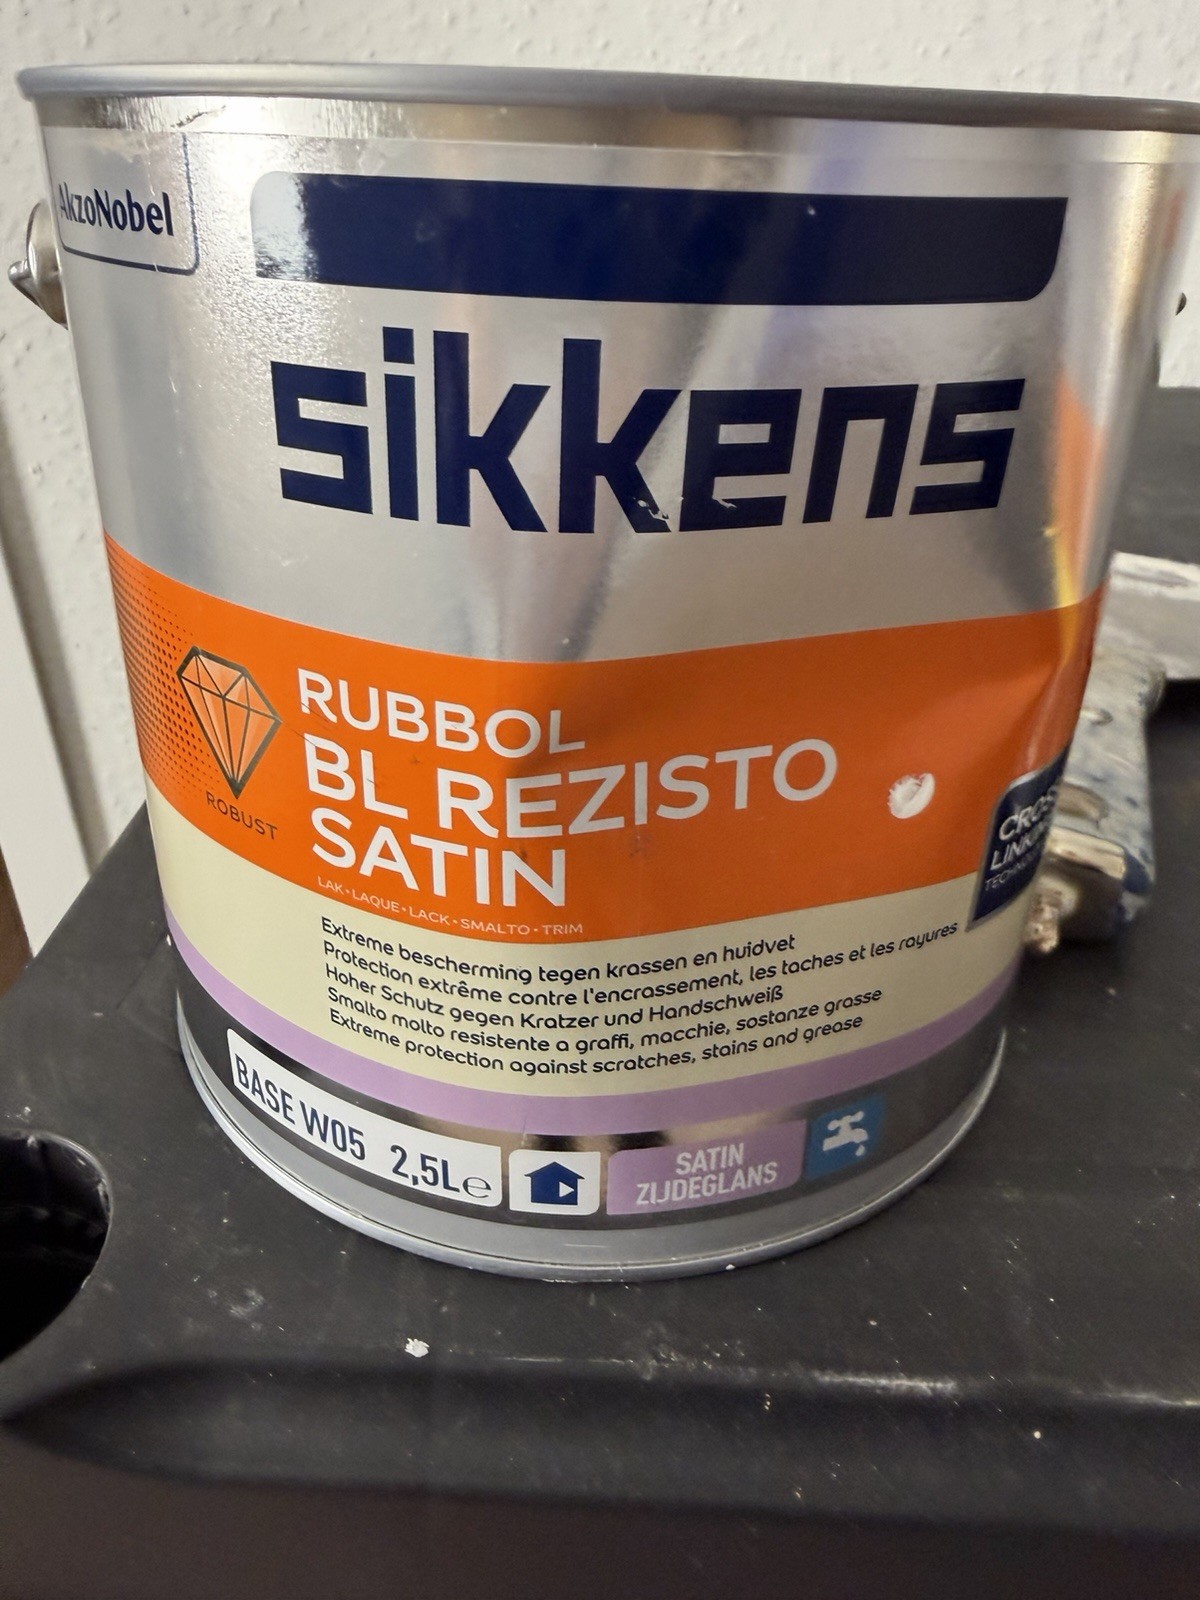 AkzoNobel
sikkens
RUBBOL
BL REZISTO
SATIN
ROBUST
LAK • LAQUE • LACK • SMALTO • TRIM
CROSS
LINKING
Extreme bescherming tegen krassen en huidvet
Protection extrême contre l'encrassement, les taches et les rayures
Hoher Schutz gegen Kratzer und Handschweiß
Smalto molto resistente a graffi, macchie, sostanze grasse
Extreme protection against scratches, stains and grease
BASE W05 2,5L℮
SATIN
ZIJDEGLANS